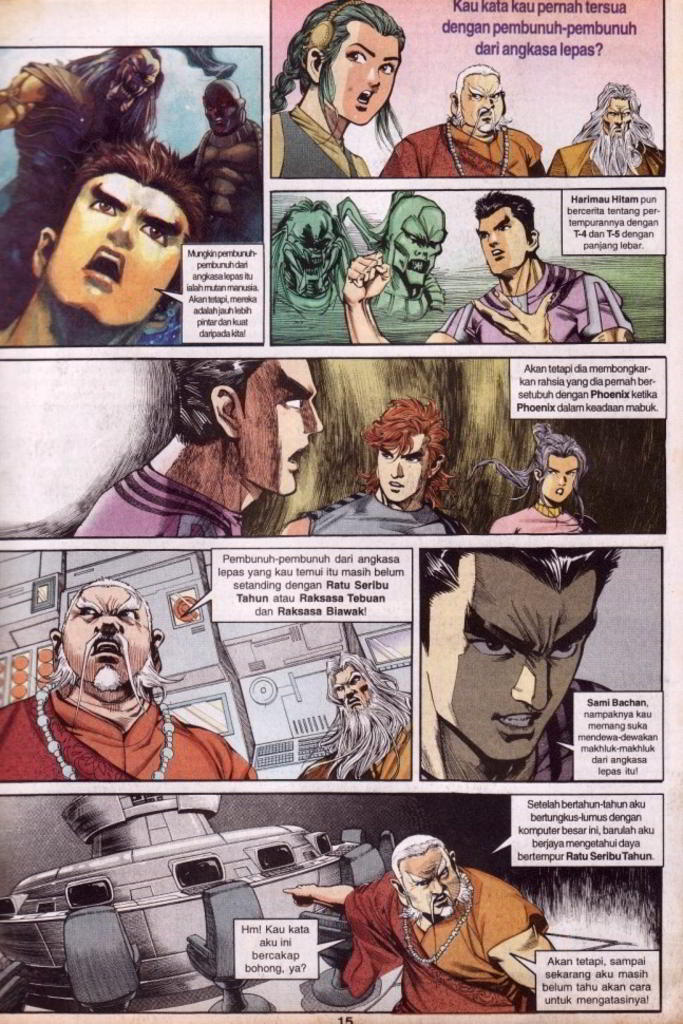 Kau kata kau pernah tersua
dengan pembunuh-pembunuh
dari angkasa lepas?
Mungkin pembunuh-
pembunuh dari
angkasa lepas itu
ialah mutan manusia.
Akan tetapi, mereka
adalah jauh lebih
pintar dan kuat
daripada kita!
Harimau Hitam pun
bercerita tentang per-
tempurannya dengan
T-4 dan T-5 dengan
panjang lebar.
Akan tetapi dia membongkar-
kan rahsia yang dia pernah ber-
setubuh dengan Phoenix ketika
Phoenix dalam keadaan mabuk.
Pembunuh-pembunuh dari angkasa
lepas yang kau temui itu masih belum
setanding dengan Ratu Seribu
Tahun atau Raksasa Tebuan
dan Raksasa Biawak!
Sami Bachan,
nampaknya kau
memang suka
mendewa-dewakan
makhluk-makhluk
dari angkasa
lepas itu!
Setelah bertahun-tahun aku
bertungkus-lumus dengan
komputer besar ini, barulah aku
berjaya mengetahui daya
bertempur Ratu Seribu Tahun.
Hm! Kau kata
aku ini
bercakap
bohong, ya?
Akan tetapi, sampai
sekarang aku masih
belum tahu akan cara
untuk mengatasinya!
15